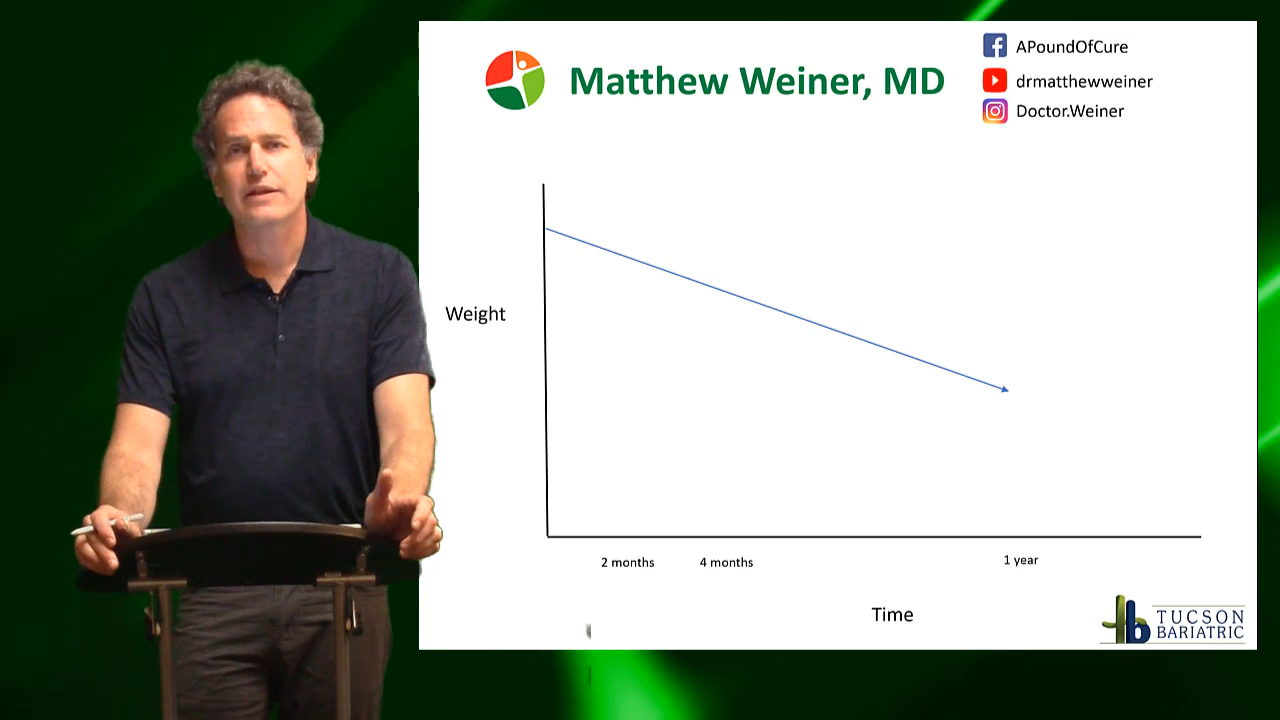 Matthew Weiner, MD
APoundOfCure
drmatthewweiner
Doctor.Weiner
Weight
2 months 4 months 1 year
Time
TUCSON
BARIATRIC